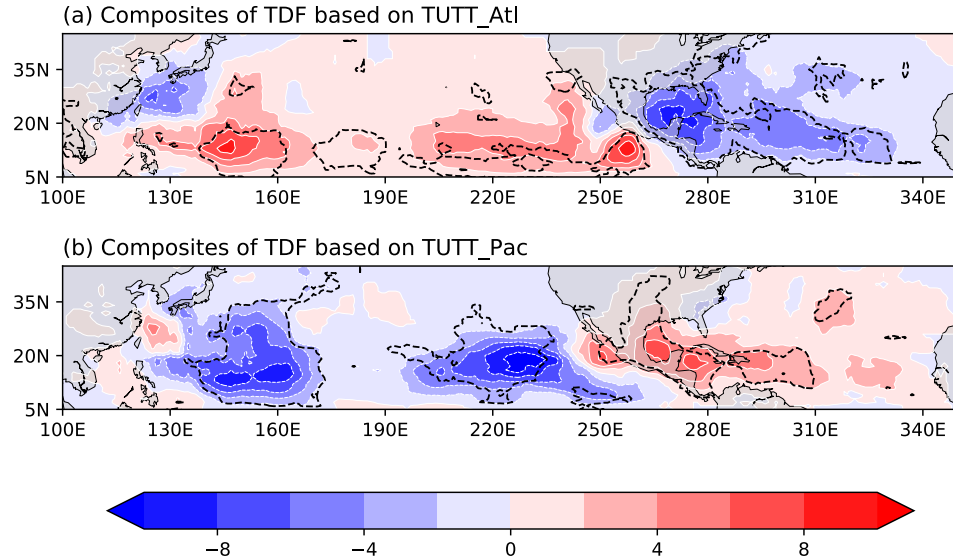 (a) Composites of TDF based on TUTT_Atl
35N
20N
5N
100E 130E 160E 190E 220E 250E 280E 310E 340E
(b) Composites of TDF based on TUTT_Pac
35N
20N
5N
100E 130E 160E 190E 220E 250E 280E 310E 340E
−8 −4 0 4 8